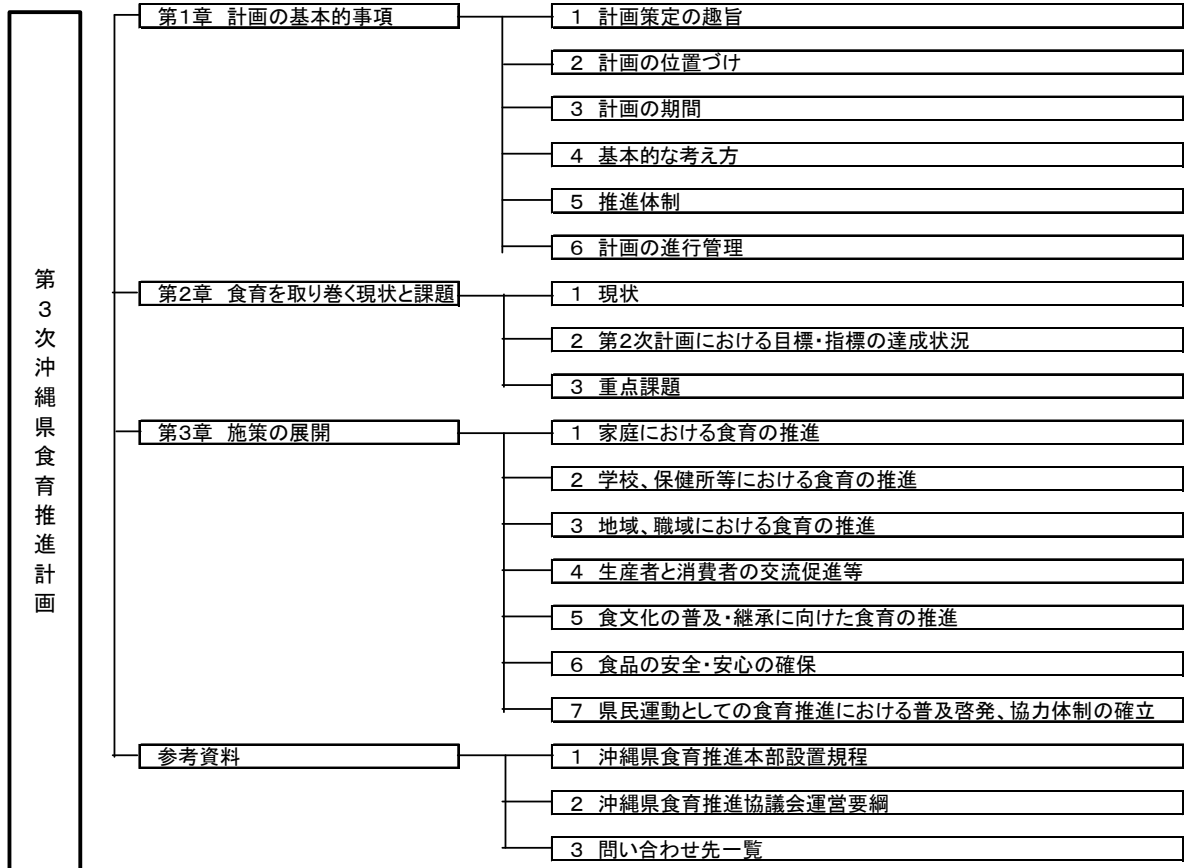 第3次沖縄県食育推進計画
第1章 計画の基本的事項
1 計画策定の趣旨
2 計画の位置づけ
3 計画の期間
4 基本的な考え方
5 推進体制
6 計画の進行管理
第2章 食育を取り巻く現状と課題
1 現状
2 第2次計画における目標・指標の達成状況
3 重点課題
第3章 施策の展開
1 家庭における食育の推進
2 学校、保健所等における食育の推進
3 地域、職域における食育の推進
4 生産者と消費者の交流促進等
5 食文化の普及・継承に向けた食育の推進
6 食品の安全・安心の確保
7 県民運動としての食育推進における普及啓発、協力体制の確立
参考資料
1 沖縄県食育推進本部設置規程
2 沖縄県食育推進協議会運営要綱
3 問い合わせ先一覧